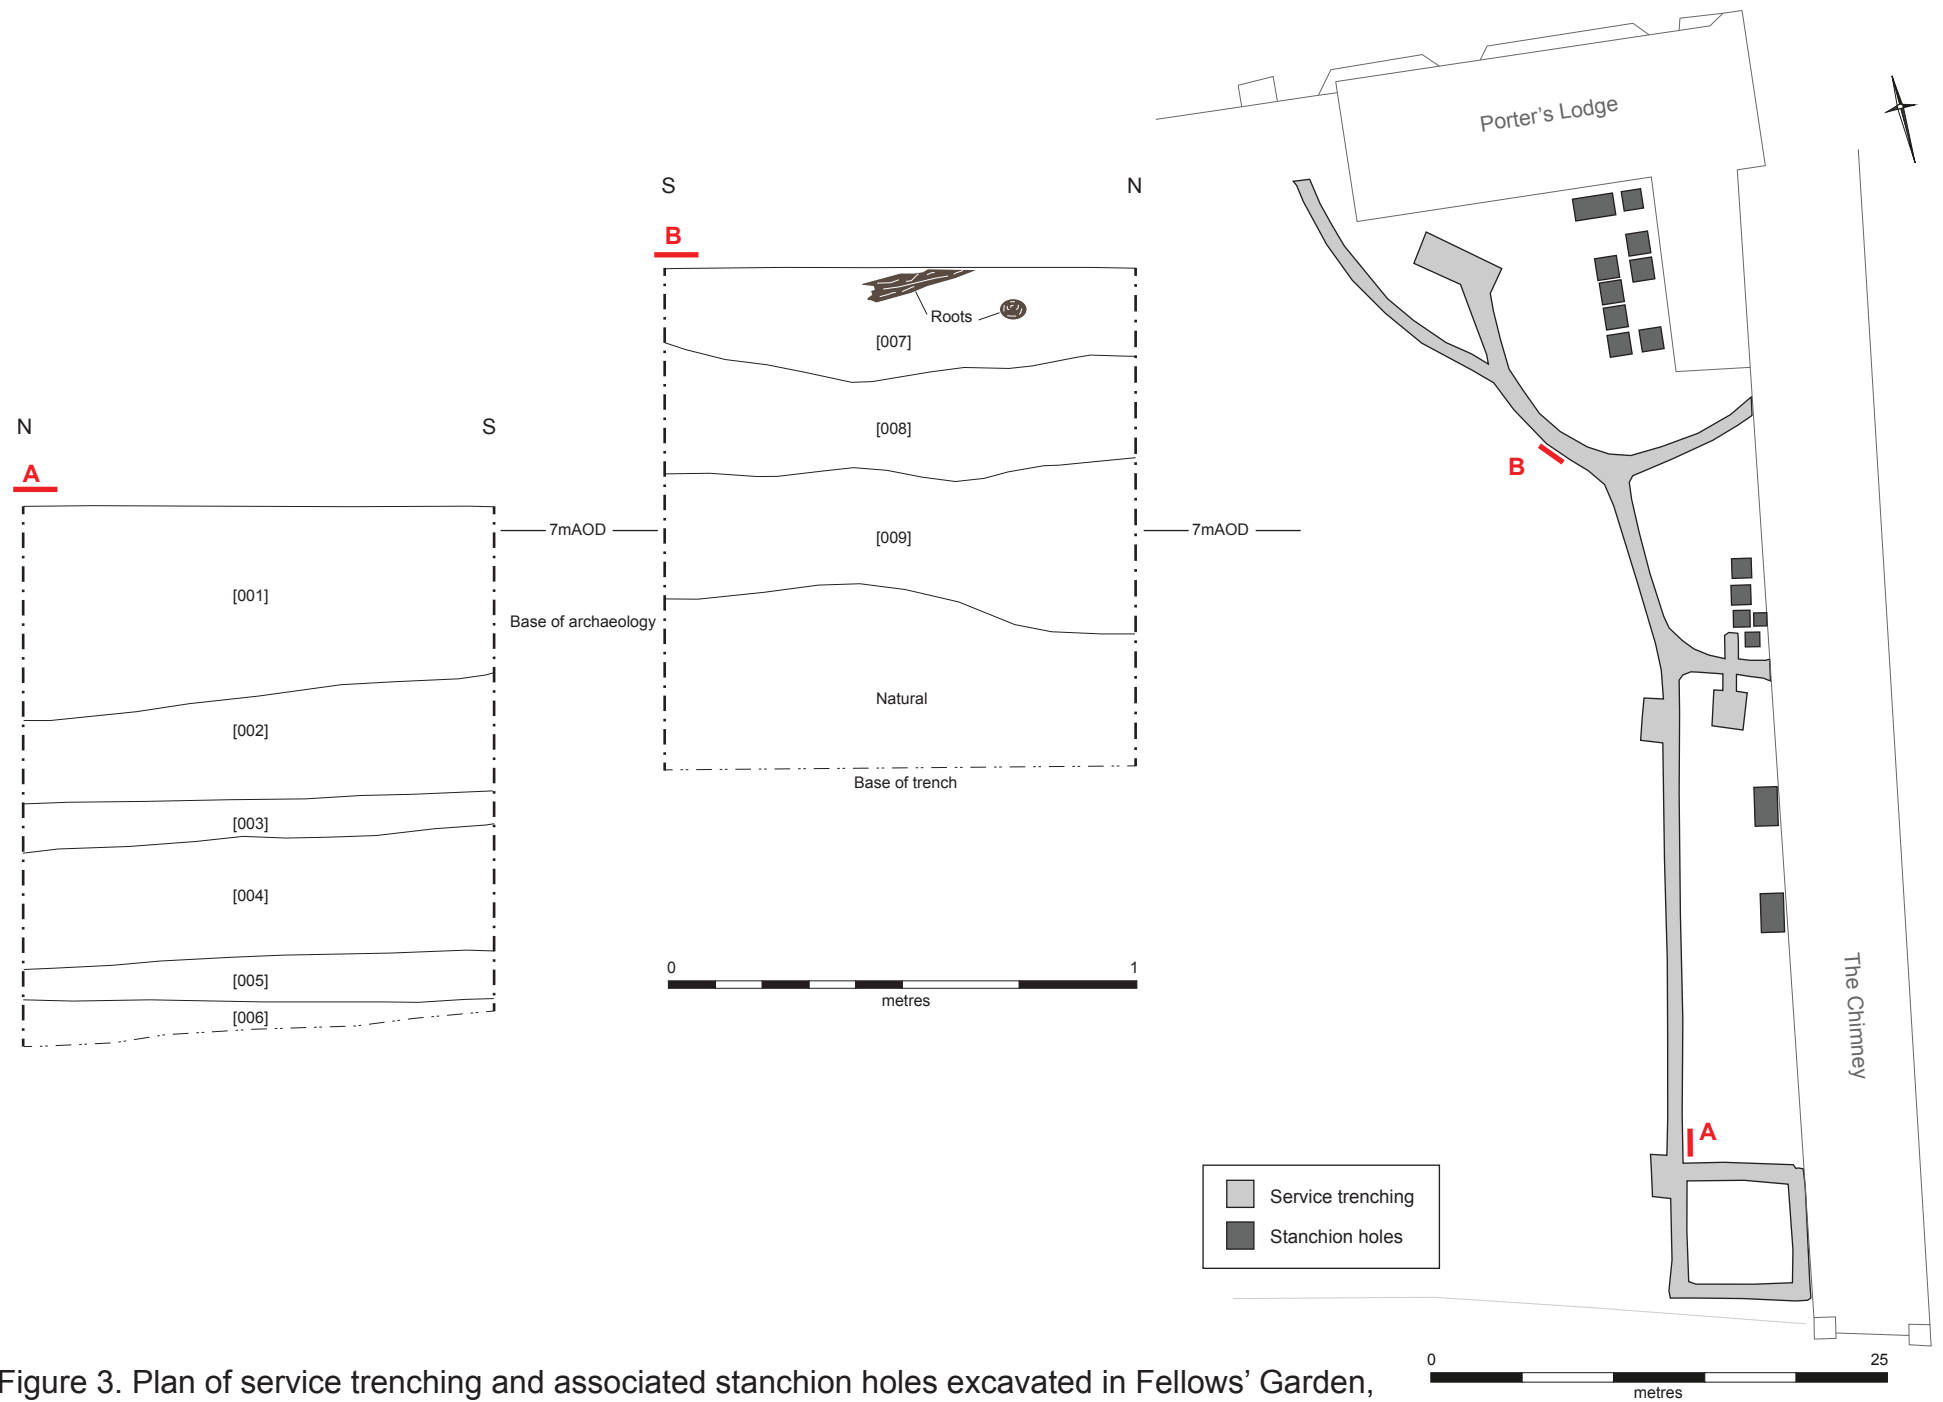 Porter's Lodge
S
N
B
Roots
[007]
[008]
[009]
Natural
Base of trench
N
S
A
7mAOD
7mAOD
Base of archaeology
[001]
[002]
[003]
[004]
[005]
[006]
0
1
metres
B
A
The Chimney
Service trenching
Stanchion holes
0
25
metres
Figure 3. Plan of service trenching and associated stanchion holes excavated in Fellows' Garden,